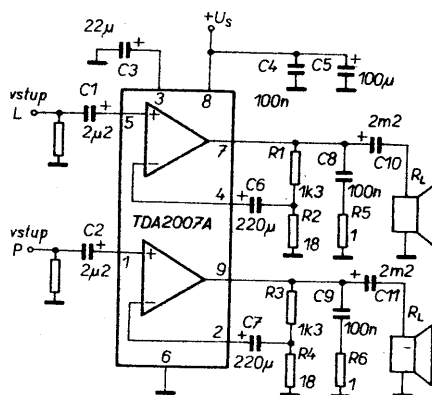 +Us
22μ
C3
C4
100n
C5
100μ
vstup
L
C1
2μ2
3
8
5
7
4
TDA2007A
R1
1k3
C6
220μ
R2
18
C8
100n
R5
1
2m2
C10
RL
vstup
P
C2
2μ2
1
9
2
6
R3
1k3
C7
220μ
R4
18
C9
100n
R6
1
2m2
C11
RL